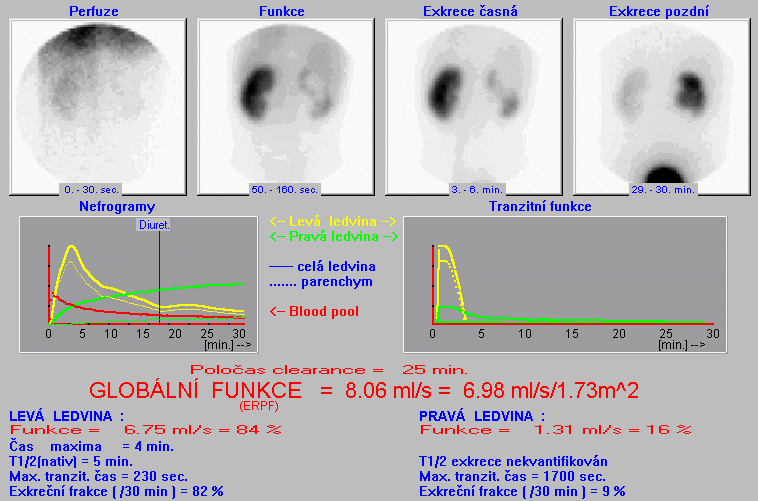 Perfuze Funkce Exkrece časná Exkrece pozdní
0. - 30. sec. 50. - 160. sec. 3. - 6. min. 29. - 30. min.
Nefrogramy Tranzitní funkce
Diuret.
<-- Levá ledvina -->
<-- Pravá ledvina -->
—— celá ledvina
....... parenchym
<-- Blood pool
0 5 10 15 20 25 30
[min.] -->
0 5 10 15 20 25 30
[min.] -->
Poločas clearance = 25 min.
GLOBÁLNÍ FUNKCE = 8.06 ml/s = 6.98 ml/s/1.73m^2
(ERPF)
LEVÁ LEDVINA :
Funkce = 6.75 ml/s = 84 %
Čas maxima = 4 min.
T1/2(nativ) = 5 min.
Max. tranzit. čas = 230 sec.
Exkreční frakce ( /30 min ) = 82 %
PRAVÁ LEDVINA :
Funkce = 1.31 ml/s = 16 %
T1/2 exkrece nekvantifikován
Max. tranzit. čas = 1700 sec.
Exkreční frakce ( /30 min ) = 9 %